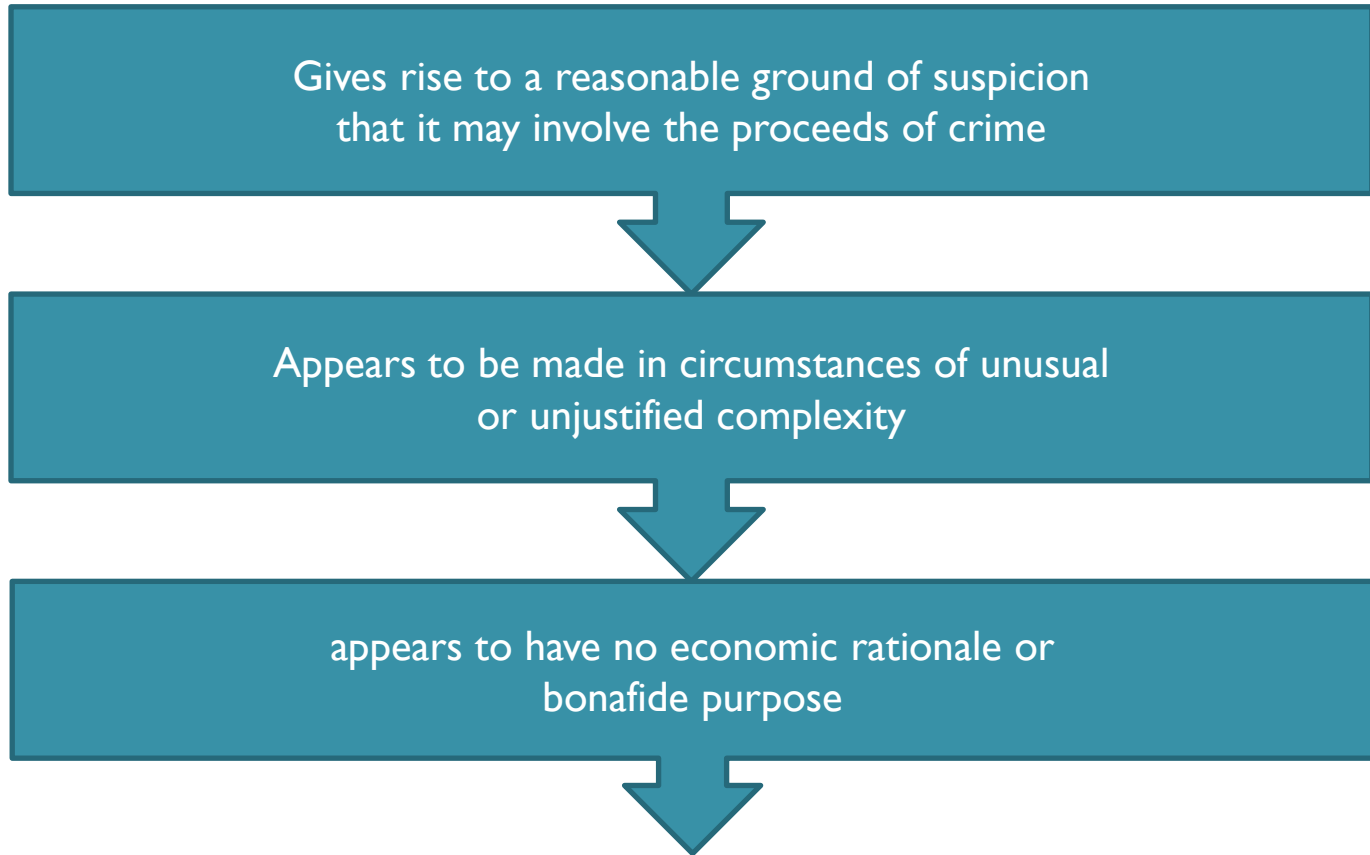 Gives rise to a reasonable ground of suspicion
that it may involve the proceeds of crime
Appears to be made in circumstances of unusual
or unjustified complexity
appears to have no economic rationale or
bonafide purpose